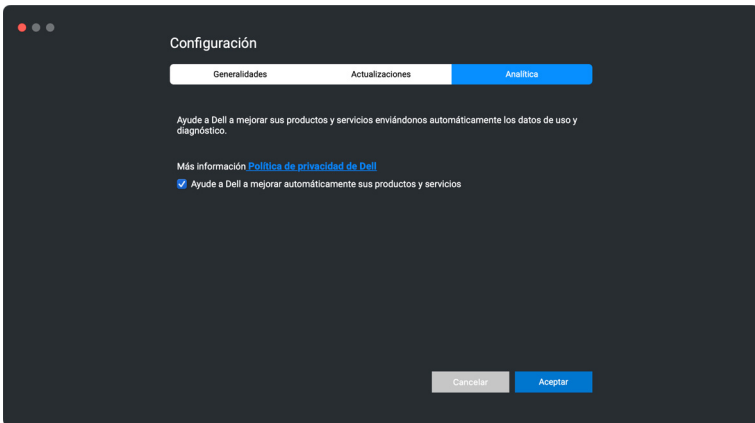 Configuración
Generalidades
Actualizaciones
Analítica
Ayude a Dell a mejorar sus productos y servicios enviándonos automáticamente los datos de uso y
diagnóstico.
Más información Política de privacidad de Dell
Ayude a Dell a mejorar automáticamente sus productos y servicios
Cancelar
Aceptar